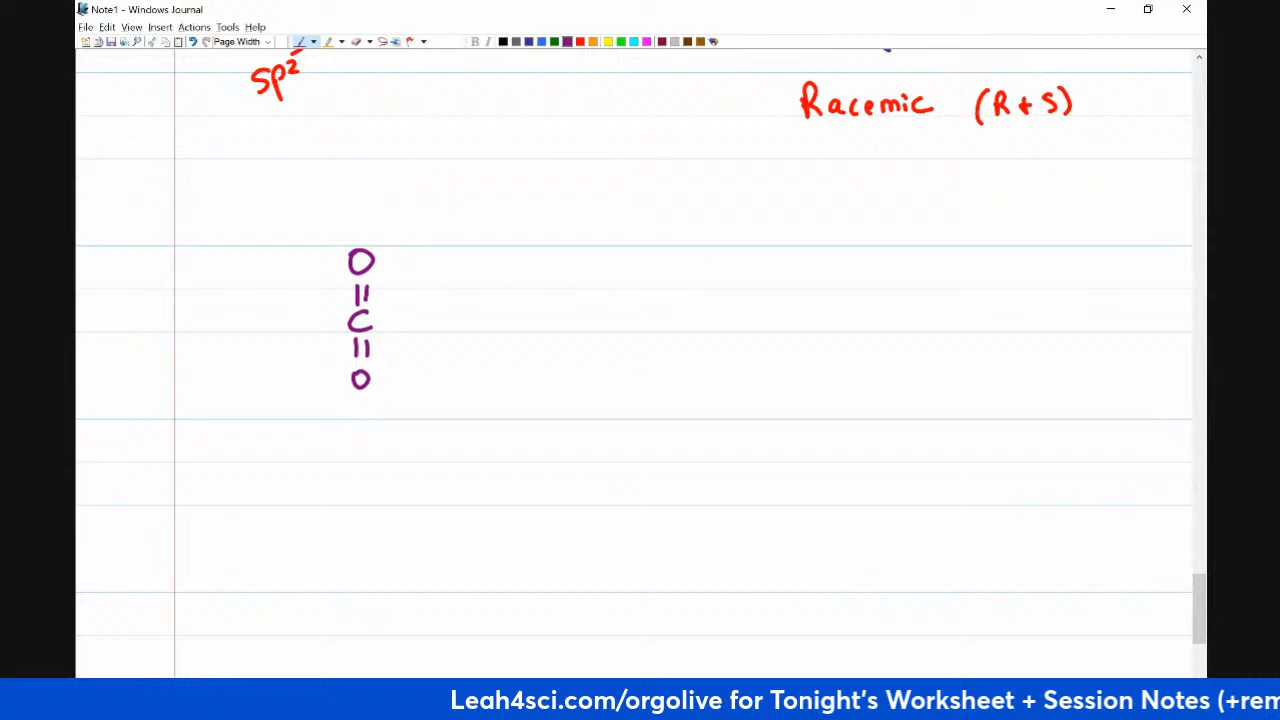 Note1 - Windows Journal
File Edit View Insert Actions Tools Help
Page Width
B I
sp²
Racemic (R + S)
O
||
C
||
O
Leah4sci.com/orgolive for Tonight's Worksheet + Session Notes (+rem